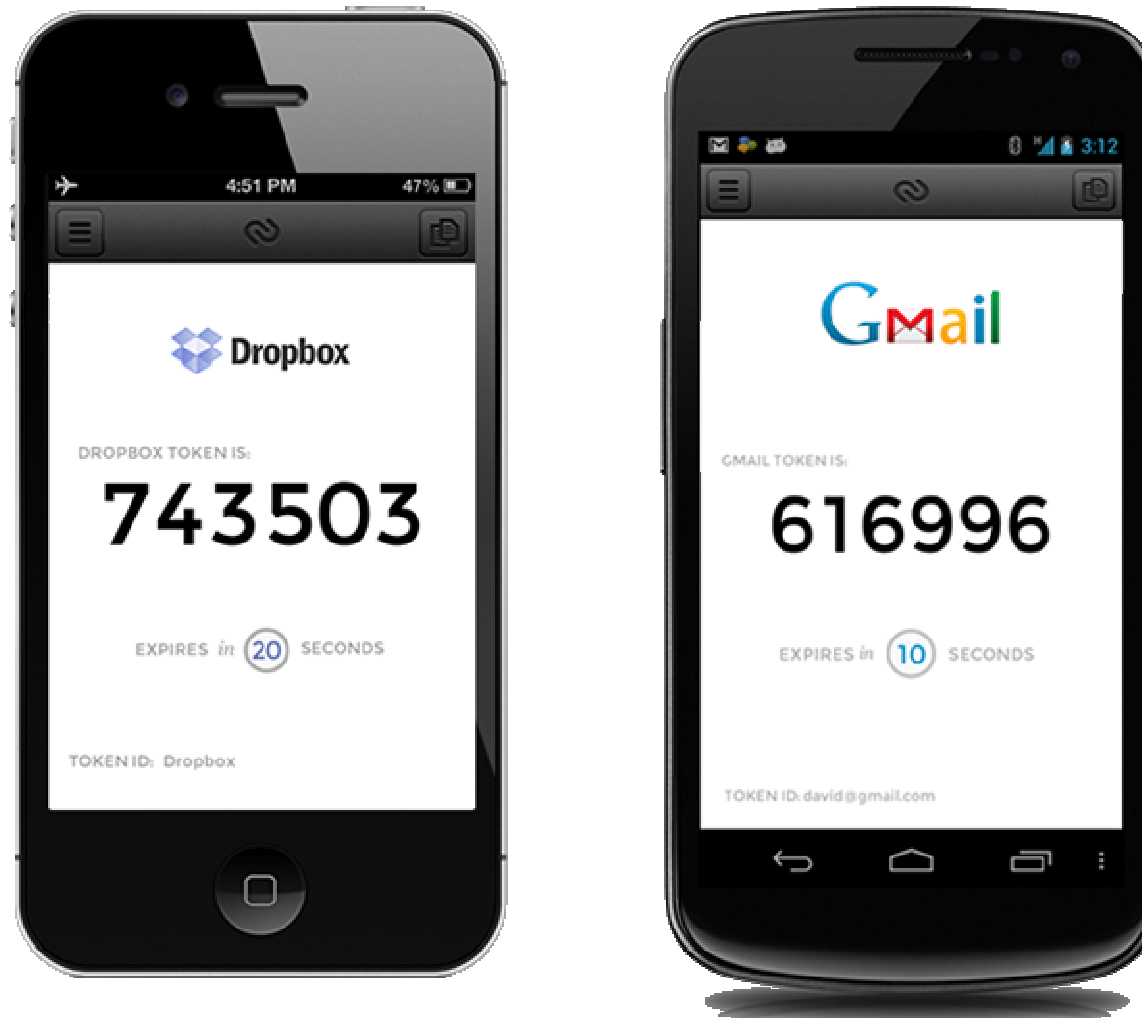 4:51 PM 47%
Dropbox
DROPBOX TOKEN IS:
743503
EXPIRES in 20 SECONDS
TOKEN ID: Dropbox
3:12
Gmail
GMAIL TOKEN IS:
616996
EXPIRES in 10 SECONDS
TOKEN ID: david@gmail.com